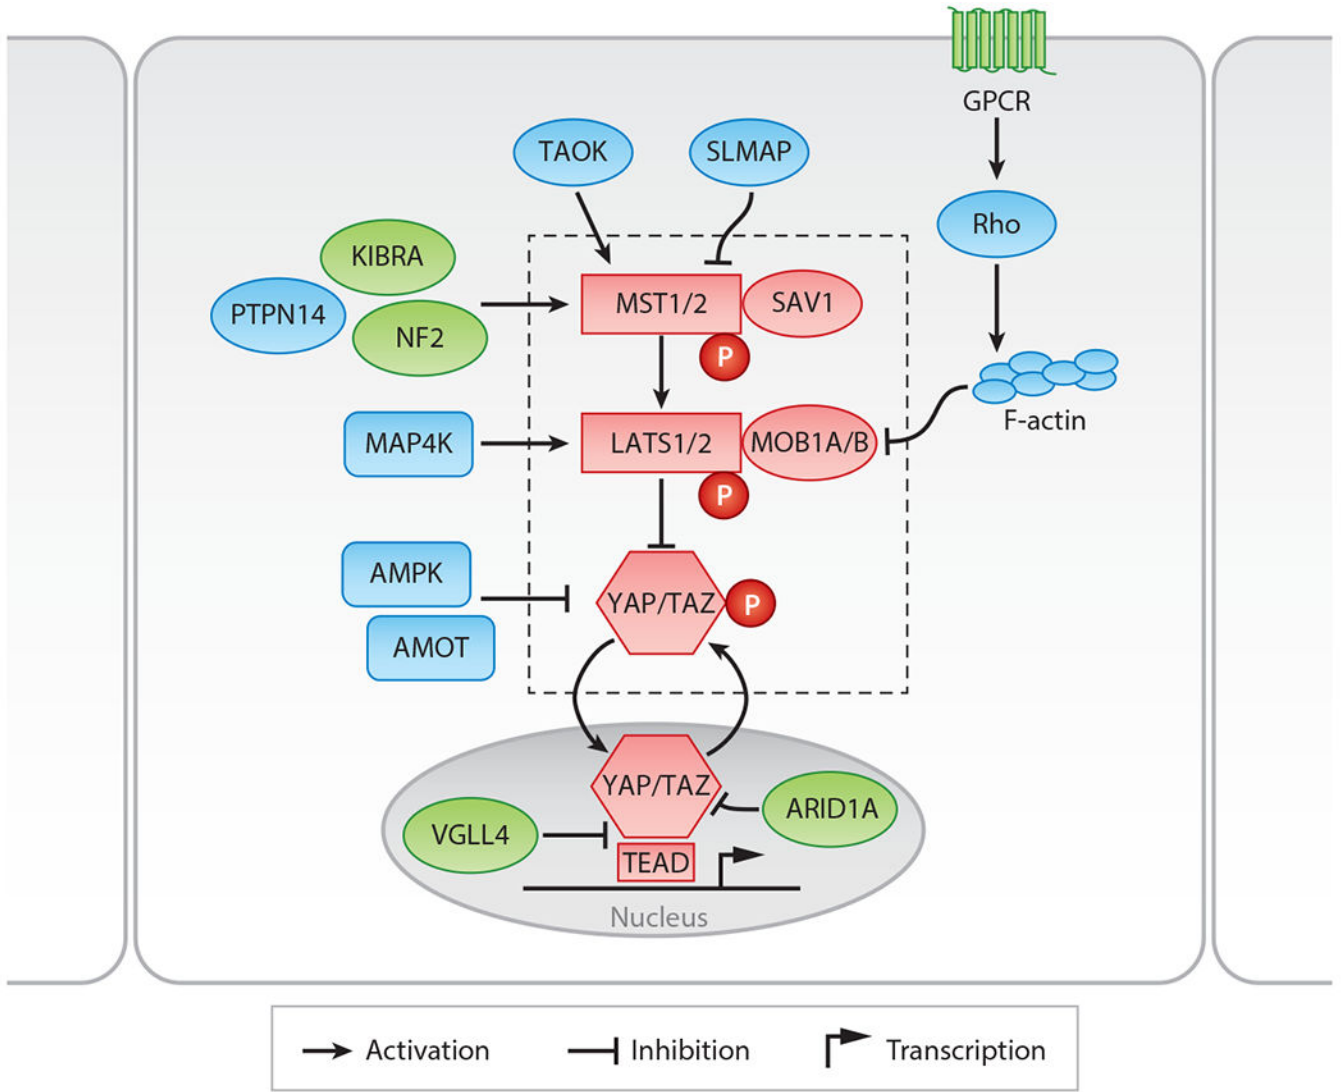 GPCR
TAOK
SLMAP
Rho
KIBRA
PTPN14
NF2
MST1/2
SAV1
P
F-actin
MAP4K
LATS1/2
MOB1A/B
P
AMPK
AMOT
YAP/TAZ
P
YAP/TAZ
ARID1A
VGLL4
TEAD
Nucleus
Activation
Inhibition
Transcription